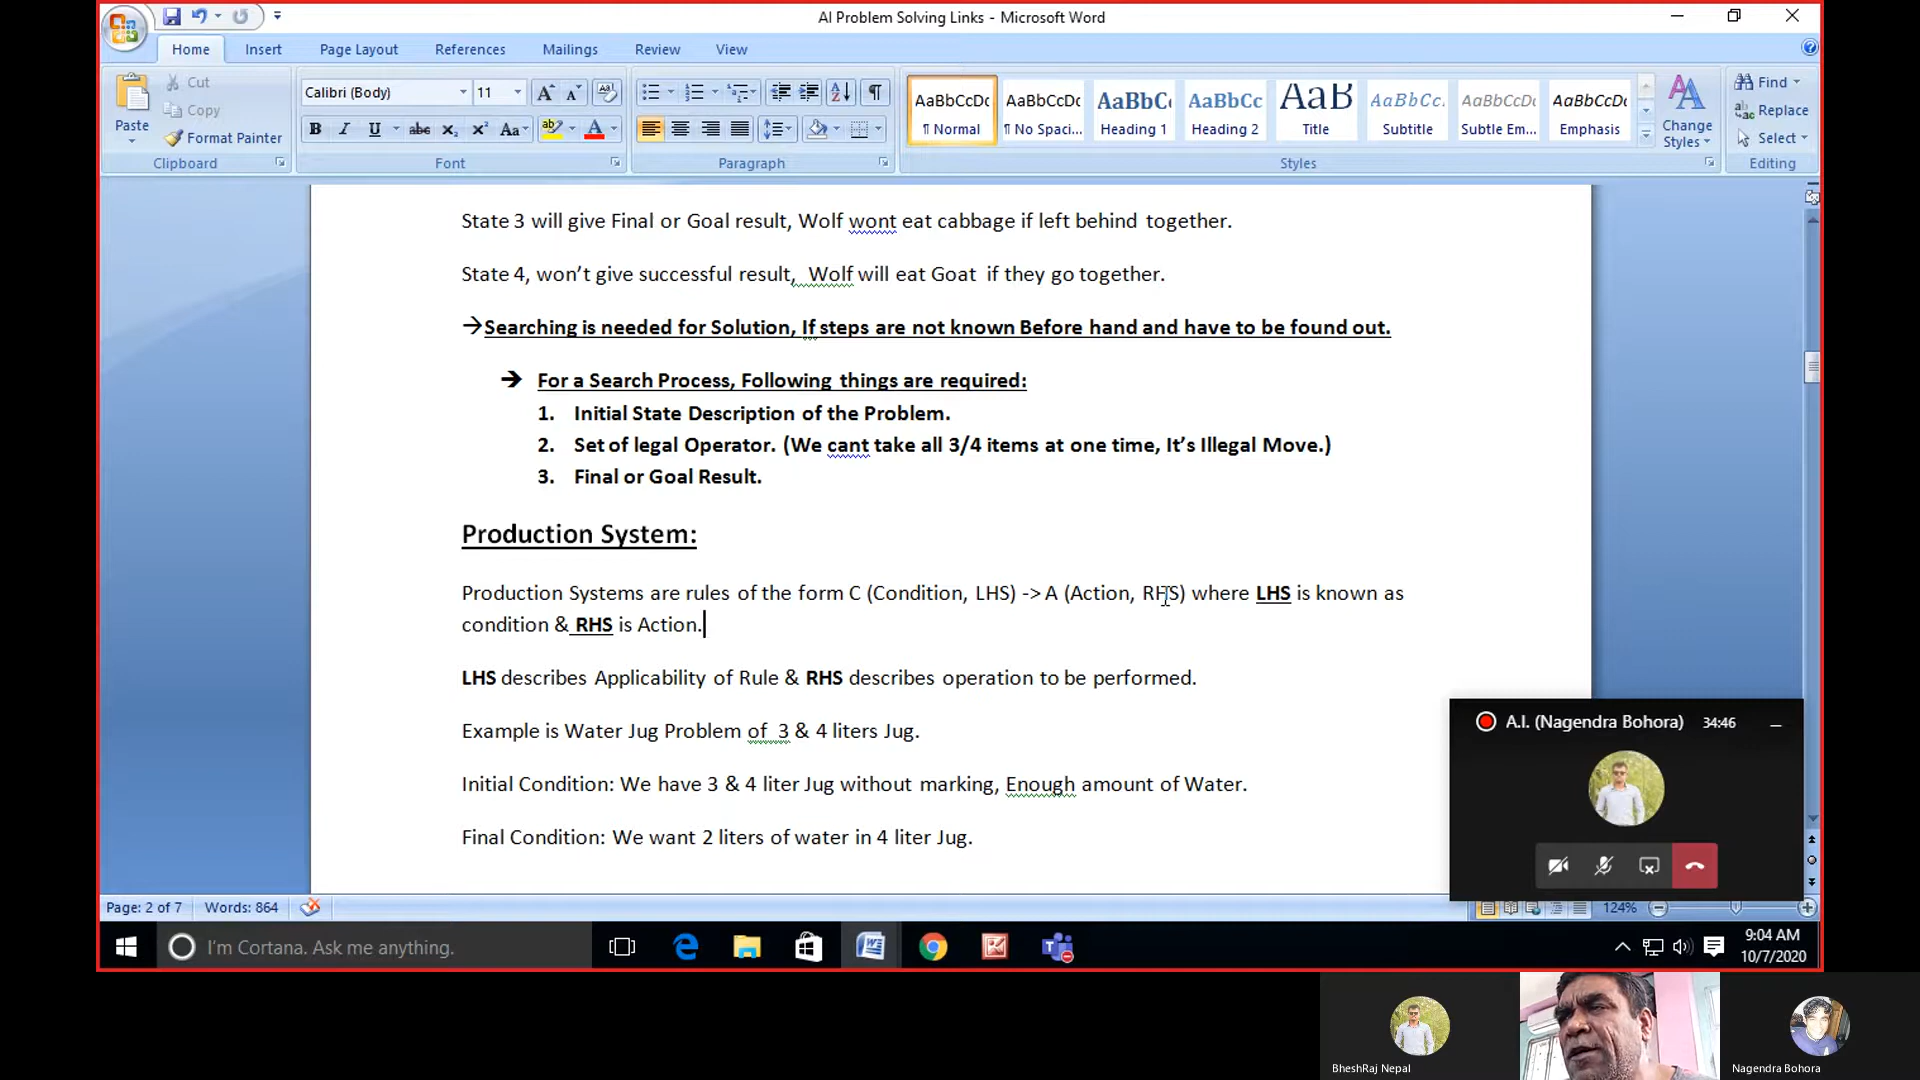 AI Problem Solving Links - Microsoft Word
Home Insert Page Layout References Mailings Review View
Paste Cut Copy Format Painter
Calibri (Body) 11
AaBbCcDc AaBbCcDc AaBbC AaBbCc AaB AaBbCc. AaBbCcDc AaBbCcDc
¶ Normal ¶ No Spaci... Heading 1 Heading 2 Title Subtitle Subtle Em... Emphasis
Change Styles
Find Replace Select
Clipboard Font Paragraph Styles Editing
State 3 will give Final or Goal result, Wolf wont eat cabbage if left behind together.
State 4, won't give successful result, Wolf will eat Goat if they go together.
→Searching is needed for Solution, If steps are not known Before hand and have to be found out.
➔ For a Search Process, Following things are required:
1. Initial State Description of the Problem.
2. Set of legal Operator. (We cant take all 3/4 items at one time, It's Illegal Move.)
3. Final or Goal Result.
Production System:
Production Systems are rules of the form C (Condition, LHS) -> A (Action, RHS) where LHS is known as
condition & RHS is Action.
LHS describes Applicability of Rule & RHS describes operation to be performed.
Example is Water Jug Problem of 3 & 4 liters Jug.
Initial Condition: We have 3 & 4 liter Jug without marking, Enough amount of Water.
Final Condition: We want 2 liters of water in 4 liter Jug.
A.I. (Nagendra Bohora) 34:46
Page: 2 of 7 Words: 864 124%
I'm Cortana. Ask me anything.
9:04 AM
10/7/2020
BheshRaj Nepal
Nagendra Bohora